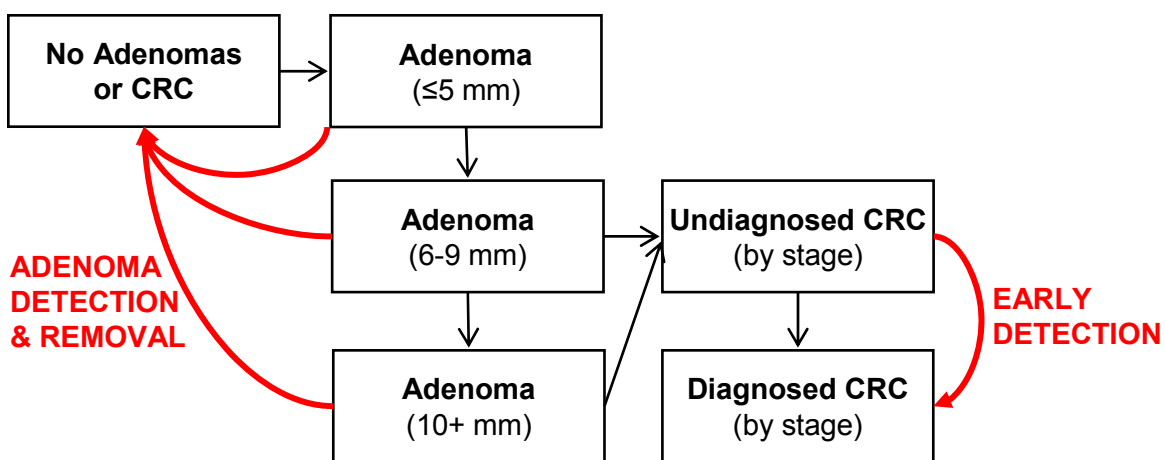 No Adenomas
or CRC
Adenoma
(≤5 mm)
Adenoma
(6-9 mm)
Undiagnosed CRC
(by stage)
ADENOMA
DETECTION
& REMOVAL
EARLY
DETECTION
Adenoma
(10+ mm)
Diagnosed CRC
(by stage)